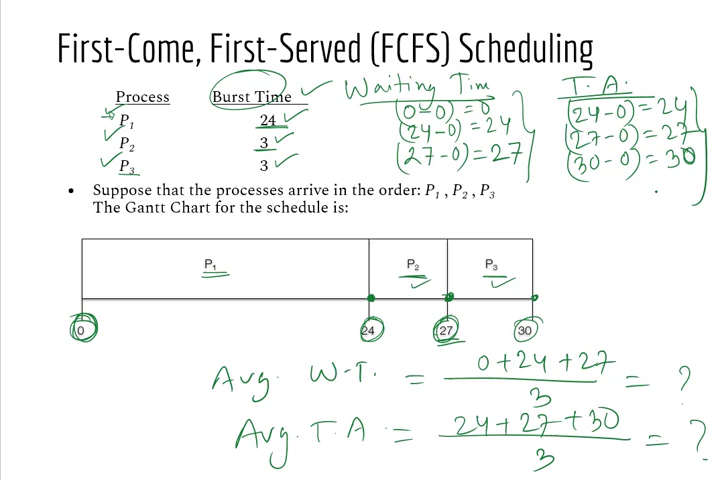 First-Come, First-Served (FCFS) Scheduling
Process Burst Time Waiting Tim T.A.
P1 24 (0-0) = 0 (24-0) = 24
P2 3 (24-0) = 24 (27-0) = 27
P3 3 (27-0) = 27 (30-0) = 30
• Suppose that the processes arrive in the order: P1 , P2 , P3
The Gantt Chart for the schedule is:
P1 P2 P3
0 24 27 30
Avg. W.T. = 0+24+27 / 3 = ?
Avg. T.A. = 24+27+30 / 3 = ?